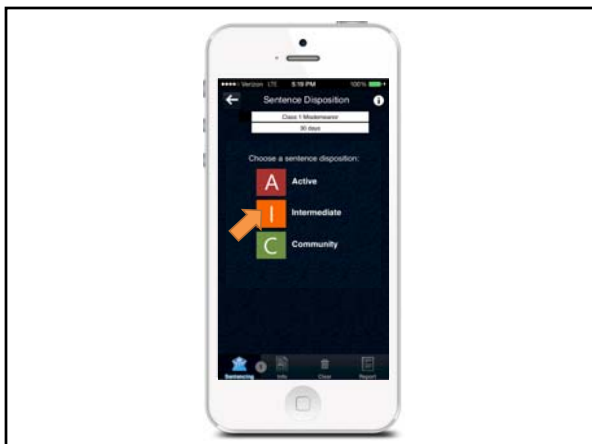 Verizon LTE 5:19 PM 100%
Sentence Disposition i
Class 1 Misdemeanor
30 days
Choose a sentence disposition:
A Active
I Intermediate
C Community
Sentencing Info Clear Report